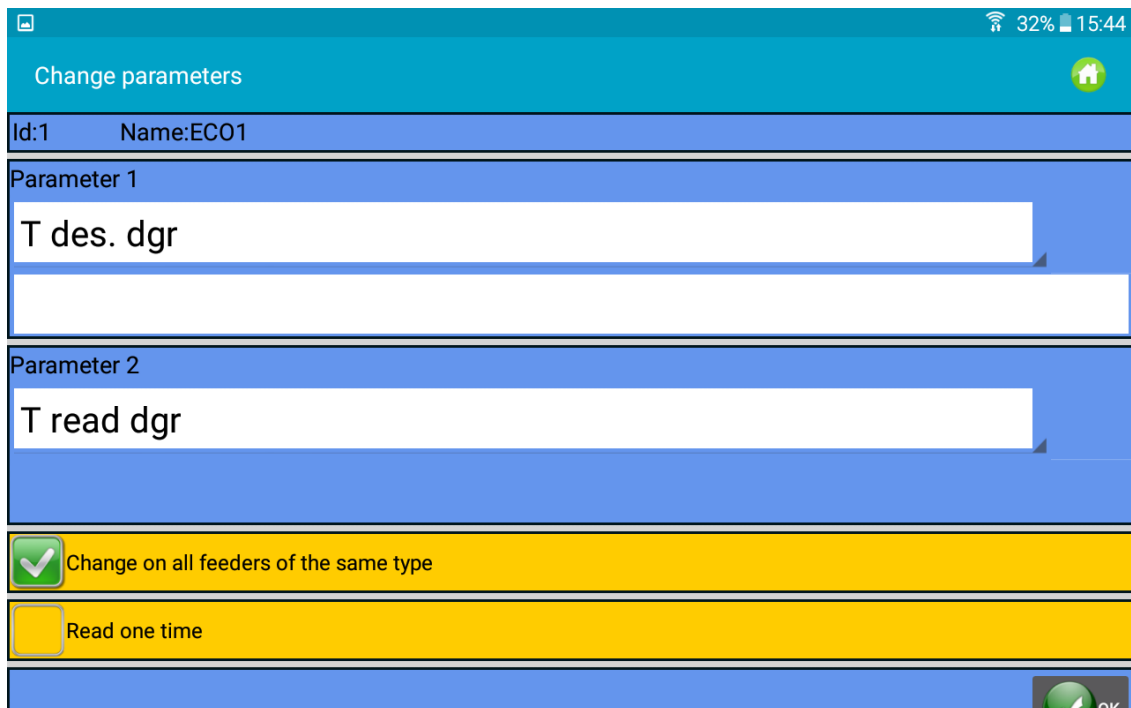 32% 15:44
Change parameters
Id:1 Name:ECO1
Parameter 1
T des. dgr
Parameter 2
T read dgr
Change on all feeders of the same type
Read one time
OK